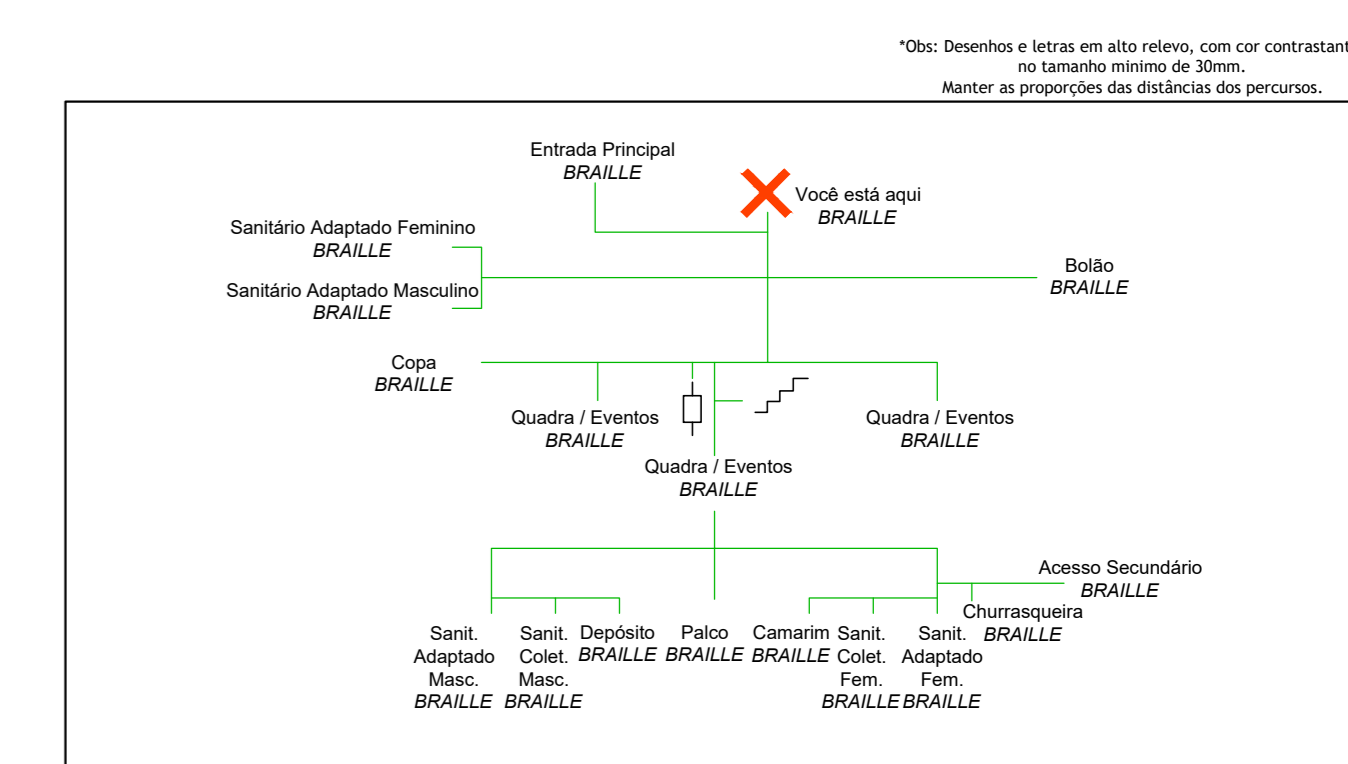 *Obs: Desenhos e letras em alto relevo, com cor contrastant
no tamanho minimo de 30mm.
Manter as proporções das distâncias dos percursos.
Entrada Principal
BRAILLE
Você está aqui
BRAILLE
Sanitário Adaptado Feminino
BRAILLE
Sanitário Adaptado Masculino
BRAILLE
Bolão
BRAILLE
Copa
BRAILLE
Quadra / Eventos
BRAILLE
Quadra / Eventos
BRAILLE
Quadra / Eventos
BRAILLE
Acesso Secundário
BRAILLE
Churrasqueira
BRAILLE
Sanit.
Adaptado
Masc.
BRAILLE
Sanit.
Colet.
Masc.
BRAILLE
Depósito
BRAILLE
Palco
BRAILLE
Camarim
BRAILLE
Sanit.
Colet.
Fem.
BRAILLE
Sanit.
Adaptado
Fem.
BRAILLE